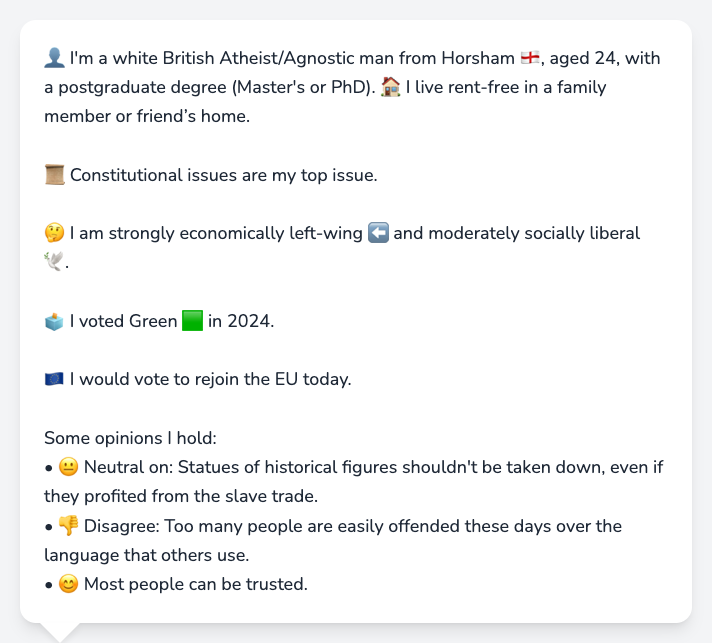 👤 I'm a white British Atheist/Agnostic man from Horsham 🏴󠁧󠁢󠁥󠁮󠁧󠁿, aged 24, with
a postgraduate degree (Master's or PhD). 🏠 I live rent-free in a family
member or friend’s home.
📜 Constitutional issues are my top issue.
🤔 I am strongly economically left-wing ⬅️ and moderately socially liberal
🕊️.
🗳️ I voted Green 🟩 in 2024.
🇪🇺 I would vote to rejoin the EU today.
Some opinions I hold:
• 😐 Neutral on: Statues of historical figures shouldn't be taken down, even if
they profited from the slave trade.
• 👎 Disagree: Too many people are easily offended these days over the
language that others use.
• 😊 Most people can be trusted.